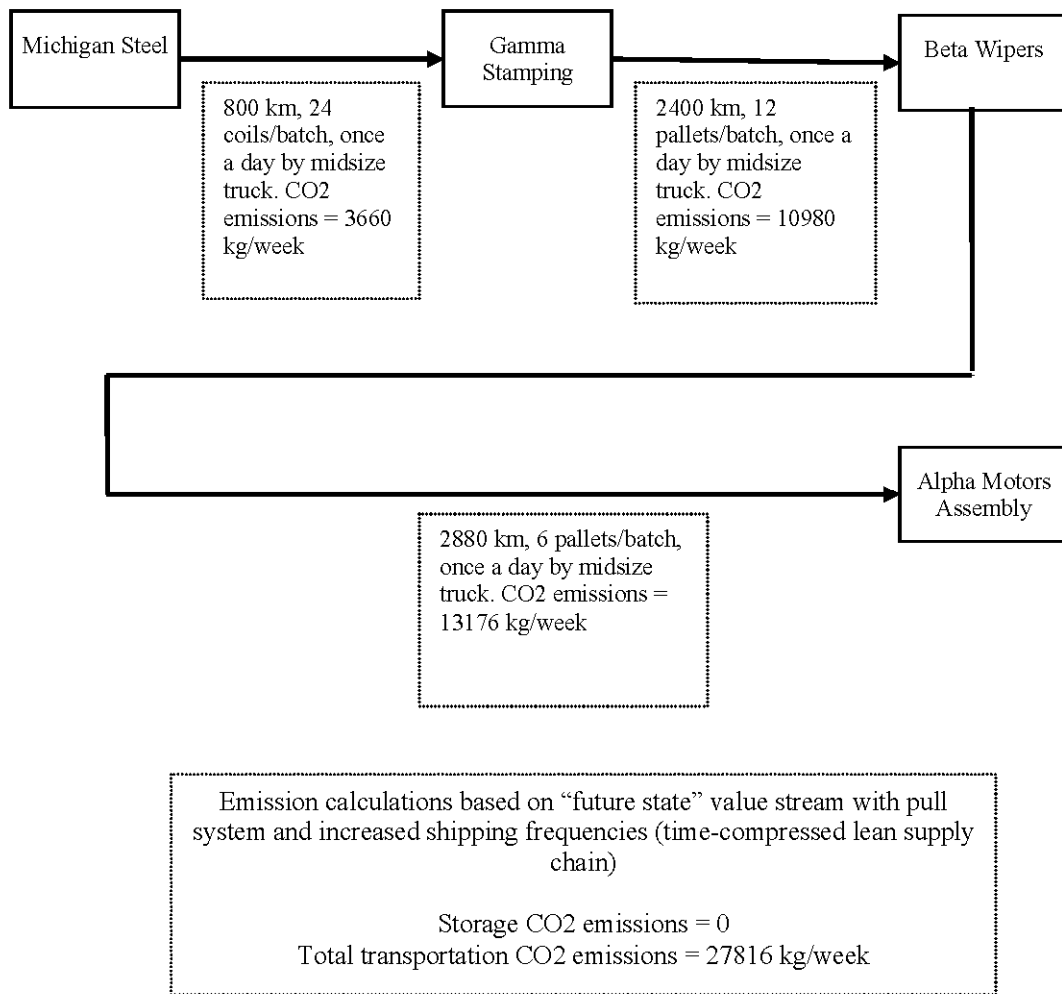 Michigan Steel
Gamma
Stamping
Beta Wipers
800 km, 24
coils/batch, once
a day by midsize
truck. CO2
emissions = 3660
kg/week
2400 km, 12
pallets/batch, once a
day by midsize
truck. CO2
emissions = 10980
kg/week
Alpha Motors
Assembly
2880 km, 6 pallets/batch,
once a day by midsize
truck. CO2 emissions =
13176 kg/week
Emission calculations based on “future state” value stream with pull
system and increased shipping frequencies (time-compressed lean supply
chain)
Storage CO2 emissions = 0
Total transportation CO2 emissions = 27816 kg/week